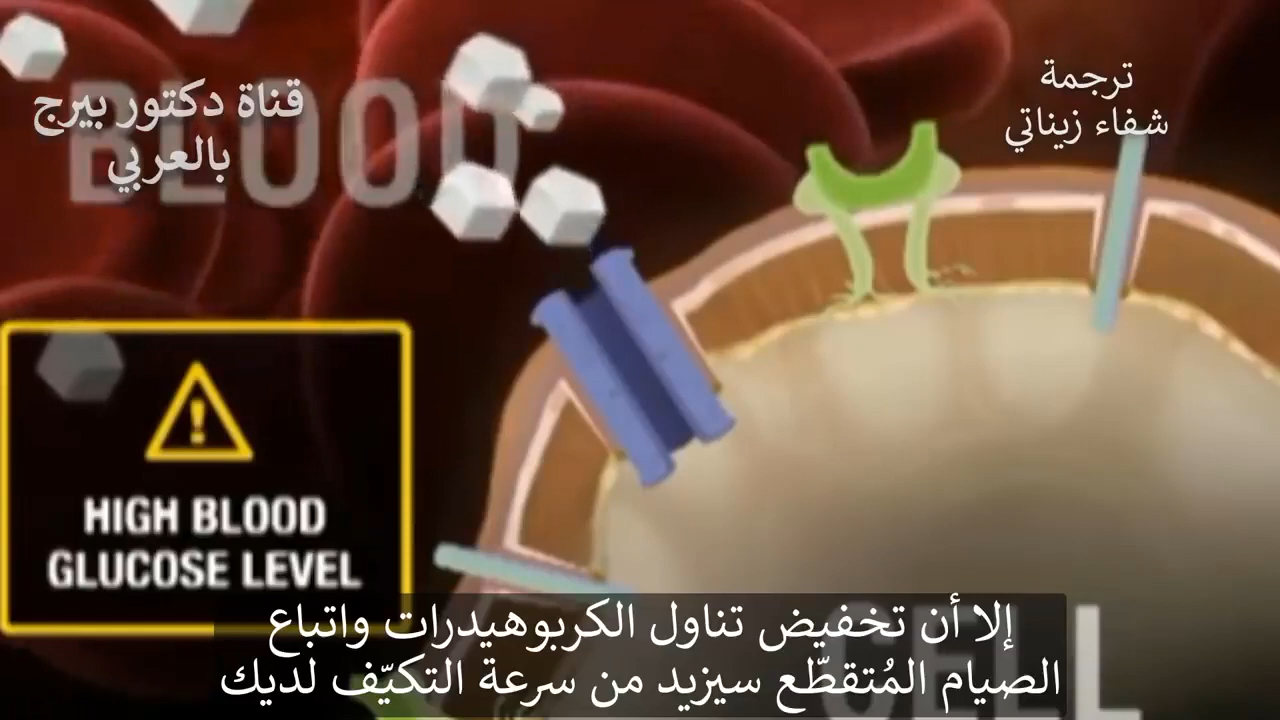 قناة دكتور بيرج
بالعربي
ترجمة
شفاء زيناتي
BLOOD
HIGH BLOOD
GLUCOSE LEVEL
CELL
إلا أن تخفيض تناول الكربوهيدرات واتباع
الصيام المُتقطّع سيزيد من سرعة التكيّف لديك